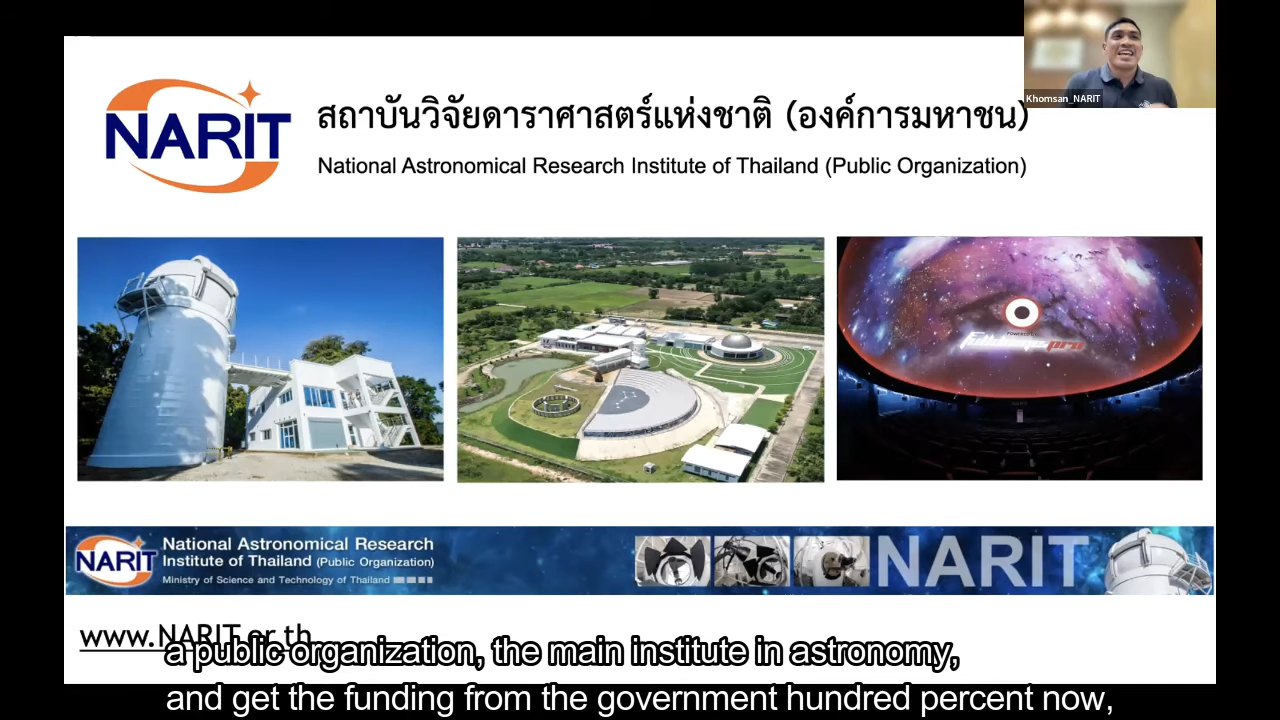 Khomsan_NARIT
NARIT
สถาบันวิจัยดาราศาสตร์แห่งชาติ (องค์การมหาชน)
National Astronomical Research Institute of Thailand (Public Organization)
NARIT
National Astronomical Research
Institute of Thailand (Public Organization)
Ministry of Science and Technology of Thailand
NARIT
www.NARIT.or.th
a public organization, the main institute in astronomy,
and get the funding from the government hundred percent now,